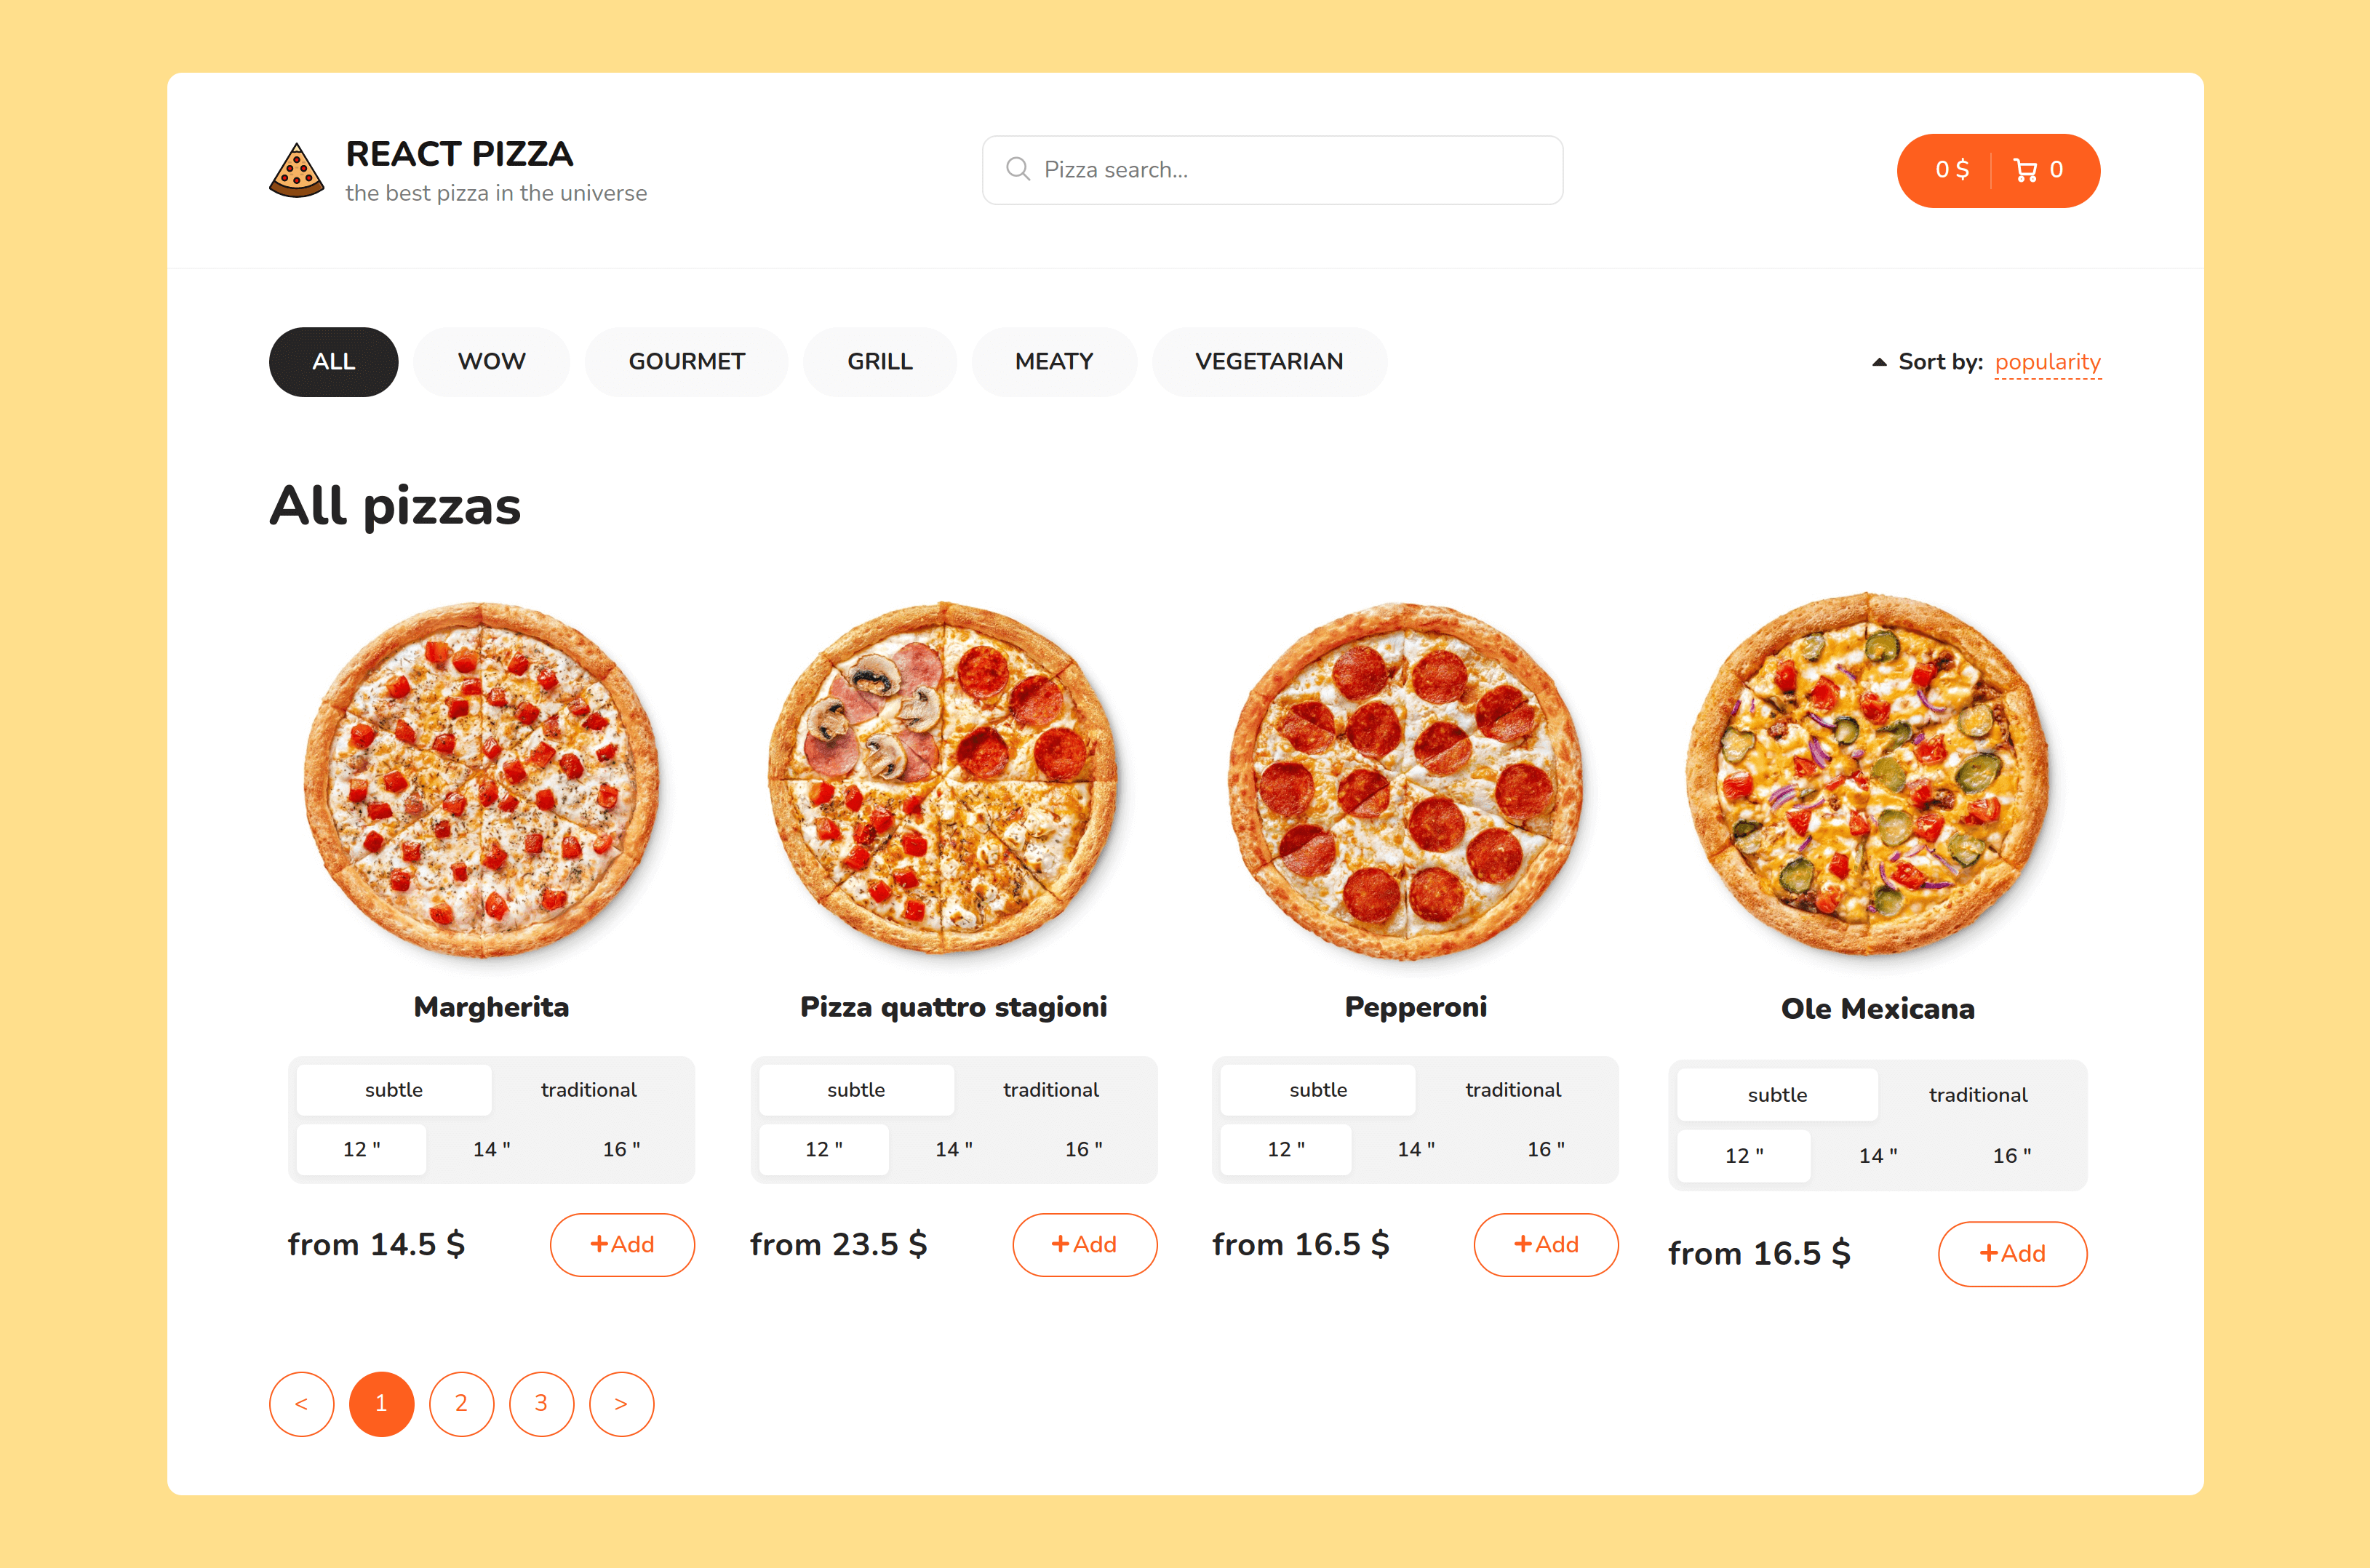 REACT PIZZA
the best pizza in the universe
Pizza search...
0 $ 0
ALL WOW GOURMET GRILL MEATY VEGETARIAN
Sort by: popularity
All pizzas
Margherita
subtle traditional
12 " 14 " 16 "
from 14.5 $ +Add
Pizza quattro stagioni
subtle traditional
12 " 14 " 16 "
from 23.5 $ +Add
Pepperoni
subtle traditional
12 " 14 " 16 "
from 16.5 $ +Add
Ole Mexicana
subtle traditional
12 " 14 " 16 "
from 16.5 $ +Add
< 1 2 3 >